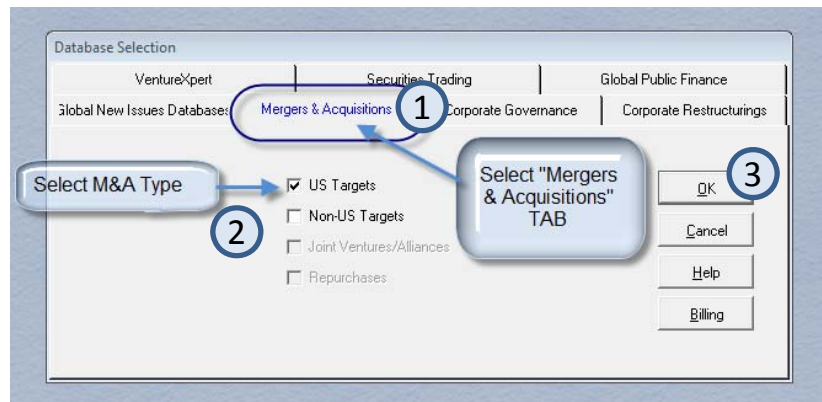 Database Selection
VentureXpert
Securities Trading
Global Public Finance
Global New Issues Databases
Mergers & Acquisitions
1
Corporate Governance
Corporate Restructurings
Select M&A Type
US Targets
Select "Mergers
& Acquisitions"
TAB
3
OK
2
Non-US Targets
Cancel
Joint Ventures/Alliances
Repurchases
Help
Billing